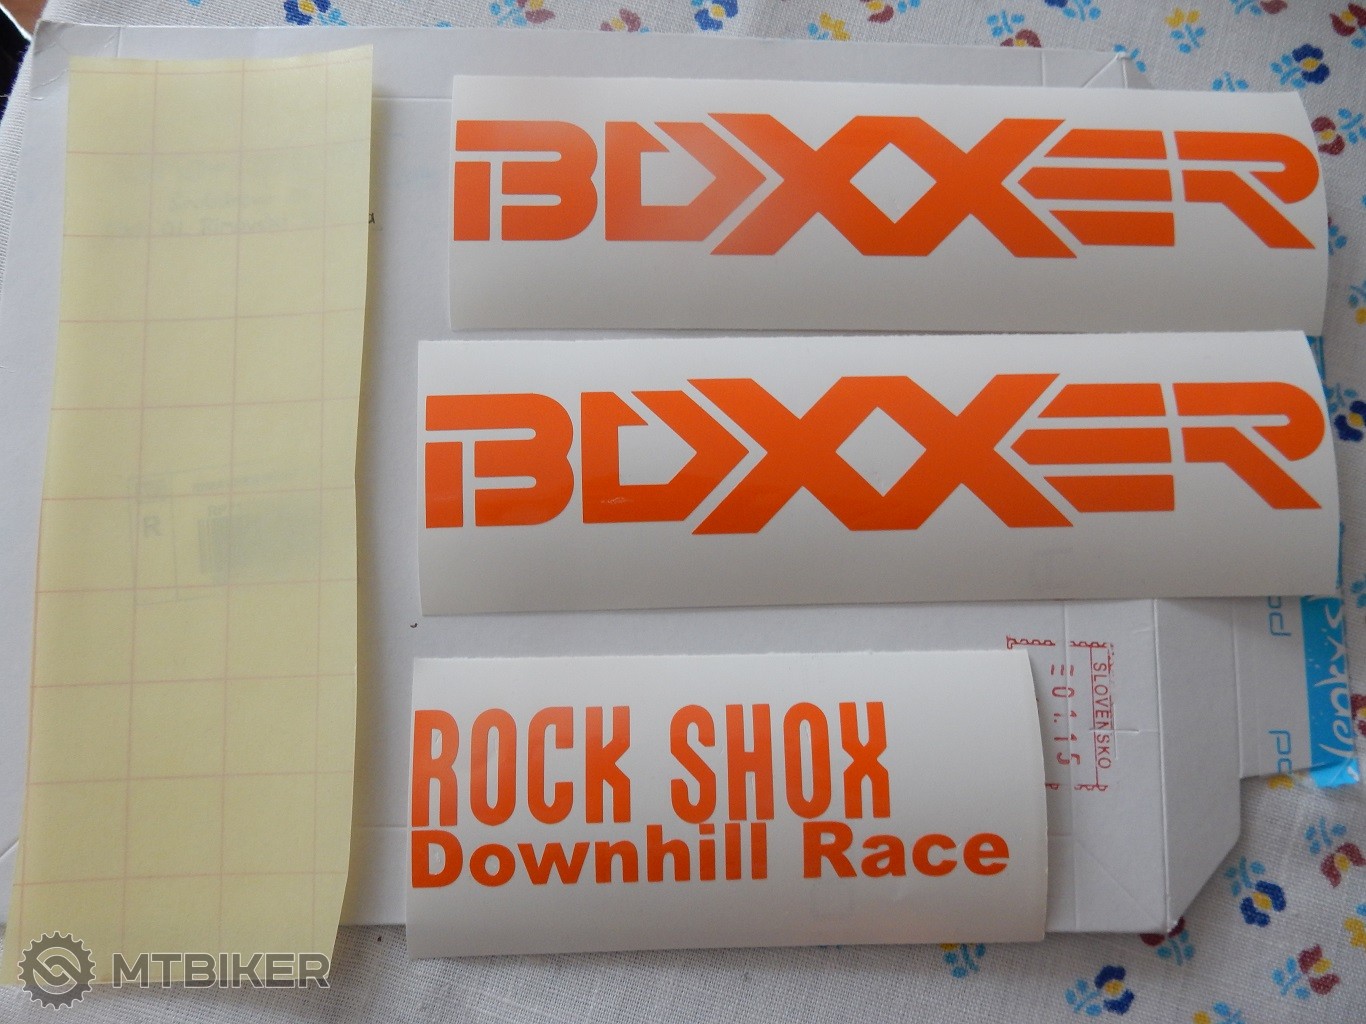 BOXXER
BOXXER
ROCK SHOX
Downhill Race
SLOVENSKO
MTBIKER